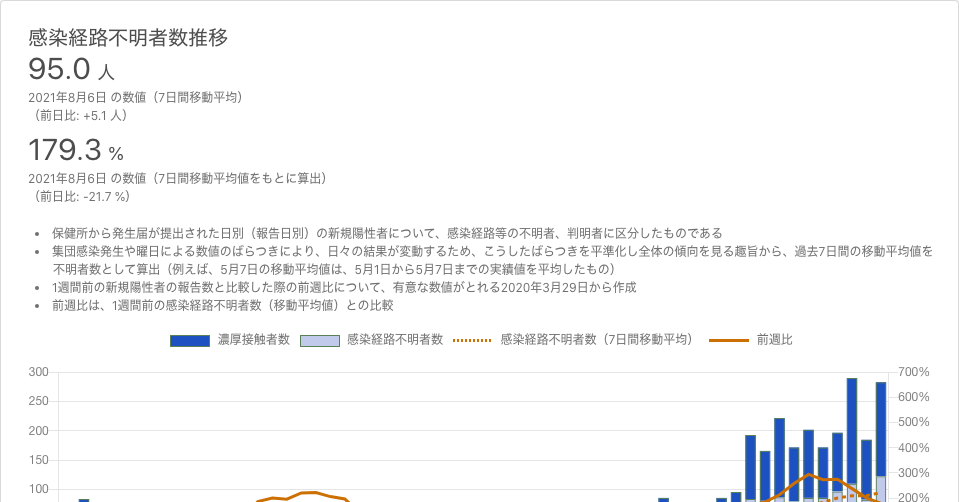 感染経路不明者数推移
95.0 人
2021年8月6日 の数値（7日間移動平均）
（前日比: +5.1 人）
179.3 %
2021年8月6日 の数値（7日間移動平均値をもとに算出）
（前日比: -21.7 %）
• 保健所から発生届が提出された日別（報告日別）の新規陽性者について、感染経路等の不明者、判明者に区分したものである
• 集団感染発生や曜日による数値のばらつきにより、日々の結果が変動するため、こうしたばらつきを平準化し全体の傾向を見る趣旨から、過去7日間の移動平均値を
不明者数として算出（例えば、5月7日の移動平均値は、5月1日から5月7日までの実績値を平均したもの）
• 1週間前の新規陽性者の報告数と比較した際の前週比について、有意な数値がとれる2020年3月29日から作成
• 前週比は、1週間前の感染経路不明者数（移動平均値）との比較
濃厚接触者数 感染経路不明者数 感染経路不明者数（7日間移動平均） 前週比
300 700%
250 600%
500%
200 400%
150 300%
100 200%